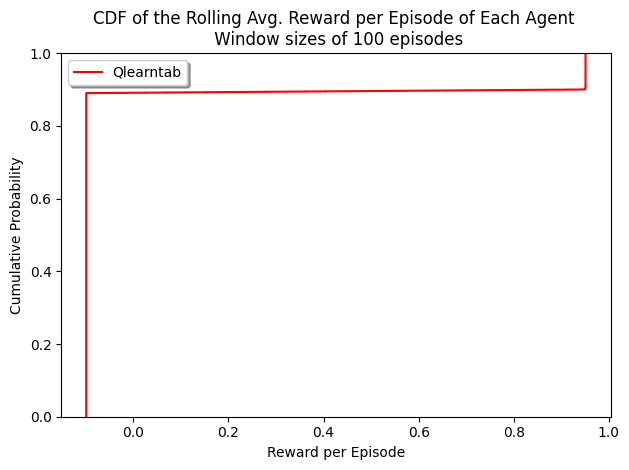 CDF of the Rolling Avg. Reward per Episode of Each Agent
Window sizes of 100 episodes
Qlearntab
1.0
0.8
0.6
0.4
0.2
0.0
Cumulative Probability
0.0 0.2 0.4 0.6 0.8 1.0
Reward per Episode